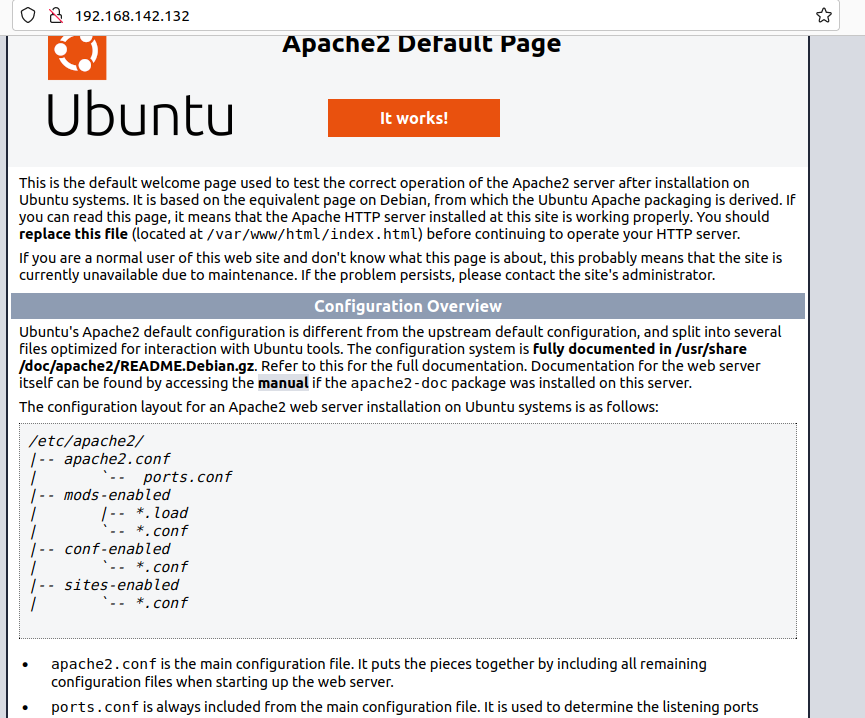 192.168.142.132
Apache2 Default Page
Ubuntu
It works!
This is the default welcome page used to test the correct operation of the Apache2 server after installation on
Ubuntu systems. It is based on the equivalent page on Debian, from which the Ubuntu Apache packaging is derived. If
you can read this page, it means that the Apache HTTP server installed at this site is working properly. You should
replace this file (located at /var/www/html/index.html) before continuing to operate your HTTP server.
If you are a normal user of this web site and don't know what this page is about, this probably means that the site is
currently unavailable due to maintenance. If the problem persists, please contact the site's administrator.
Configuration Overview
Ubuntu's Apache2 default configuration is different from the upstream default configuration, and split into several
files optimized for interaction with Ubuntu tools. The configuration system is fully documented in /usr/share
/doc/apache2/README.Debian.gz. Refer to this for the full documentation. Documentation for the web server
itself can be found by accessing the manual if the apache2-doc package was installed on this server.
The configuration layout for an Apache2 web server installation on Ubuntu systems is as follows:
/etc/apache2/
|-- apache2.conf
|       `--  ports.conf
|-- mods-enabled
|       |-- *.load
|       `-- *.conf
|-- conf-enabled
|       `-- *.conf
|-- sites-enabled
|       `-- *.conf
• apache2.conf is the main configuration file. It puts the pieces together by including all remaining
configuration files when starting up the web server.
• ports.conf is always included from the main configuration file. It is used to determine the listening ports